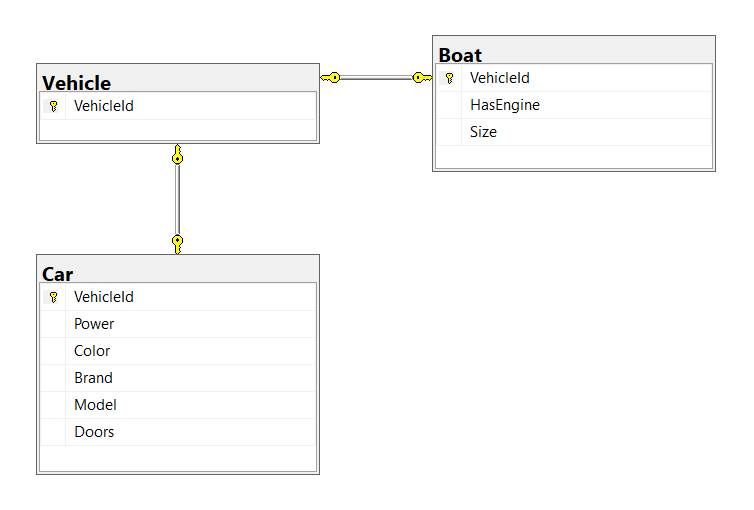 Vehicle
VehicleId
Boat
VehicleId
HasEngine
Size
Car
VehicleId
Power
Color
Brand
Model
Doors